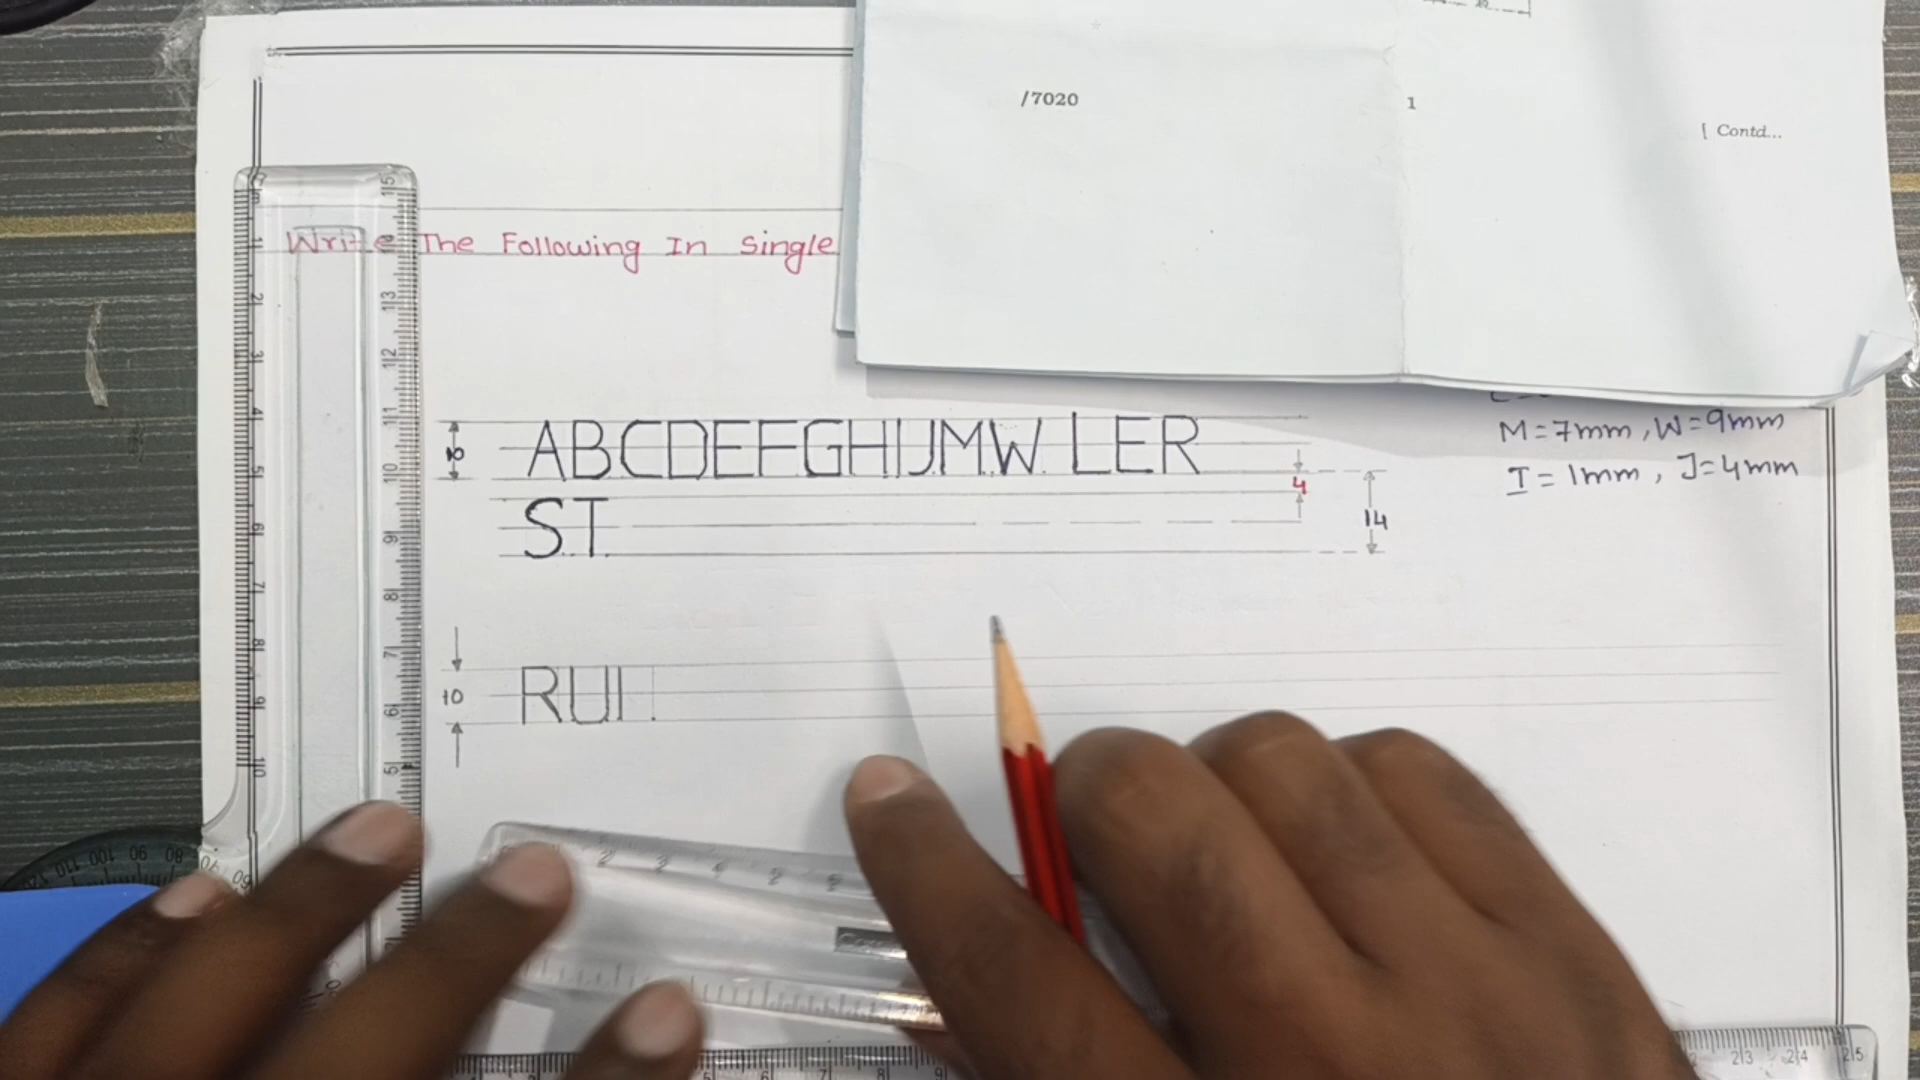 /7020
1
[ Contd...
Write The Following In Single
M=7mm, W=9mm
I = 1mm, J=4mm
ABCDEFGHIJMW LER
10
4
14
ST
10
RUI